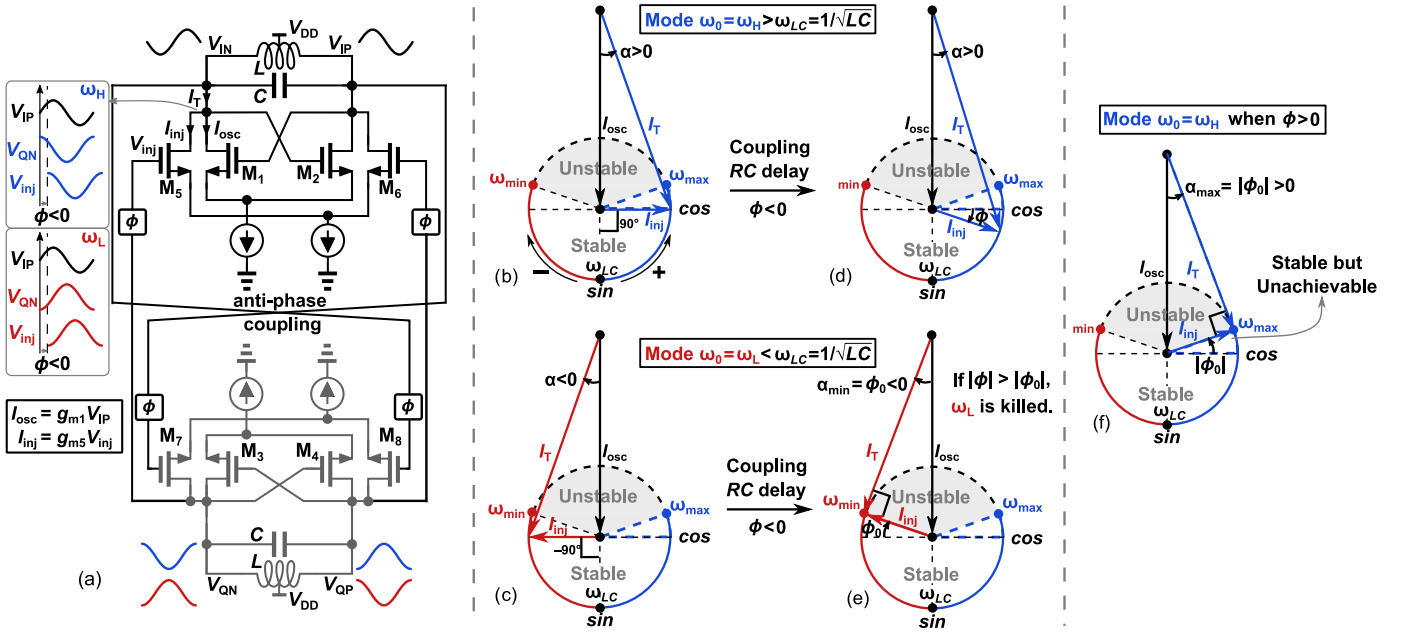 V_IN
V_DD
V_IP
L
C
I_T
ω_H
V_IP
V_QN
V_inj
ϕ<0
ω_L
V_IP
V_QN
V_inj
ϕ<0
I_inj
I_osc
V_inj
M_5
M_1
M_2
M_6
ϕ
ϕ
anti-phase
coupling
ϕ
ϕ
I_osc = g_m1 V_IP
I_inj = g_m5 V_inj
M_7
M_3
M_4
M_8
C
L
V_QN
V_DD
V_QP
(a)
Mode ω_0=ω_H>ω_LC=1/√LC
α>0
I_osc
I_T
Unstable
ω_min
ω_max
cos
I_inj
90°
Stable
ω_LC
− +
sin
(b)
Coupling
RC delay
ϕ<0
α>0
I_osc
I_T
Unstable
min
ω_max
cos
ϕ
I_inj
Stable
ω_LC
sin
(d)
Mode ω_0=ω_L<ω_LC=1/√LC
α<0
I_T
I_osc
Unstable
ω_min
ω_max
I_inj
cos
−90°
Stable
ω_LC
sin
(c)
Coupling
RC delay
ϕ<0
α_min=ϕ_0<0
If |ϕ| > |ϕ_0|,
ω_L is killed.
I_T
I_osc
Unstable
ω_min
ω_max
I_inj
ϕ_0
cos
Stable
ω_LC
sin
(e)
Mode ω_0=ω_H when ϕ>0
α_max= |ϕ_0| >0
I_osc
I_T
Stable but
Unachievable
Unstable
min
ω_max
I_inj
cos
|ϕ_0|
Stable
ω_LC
sin
(f)